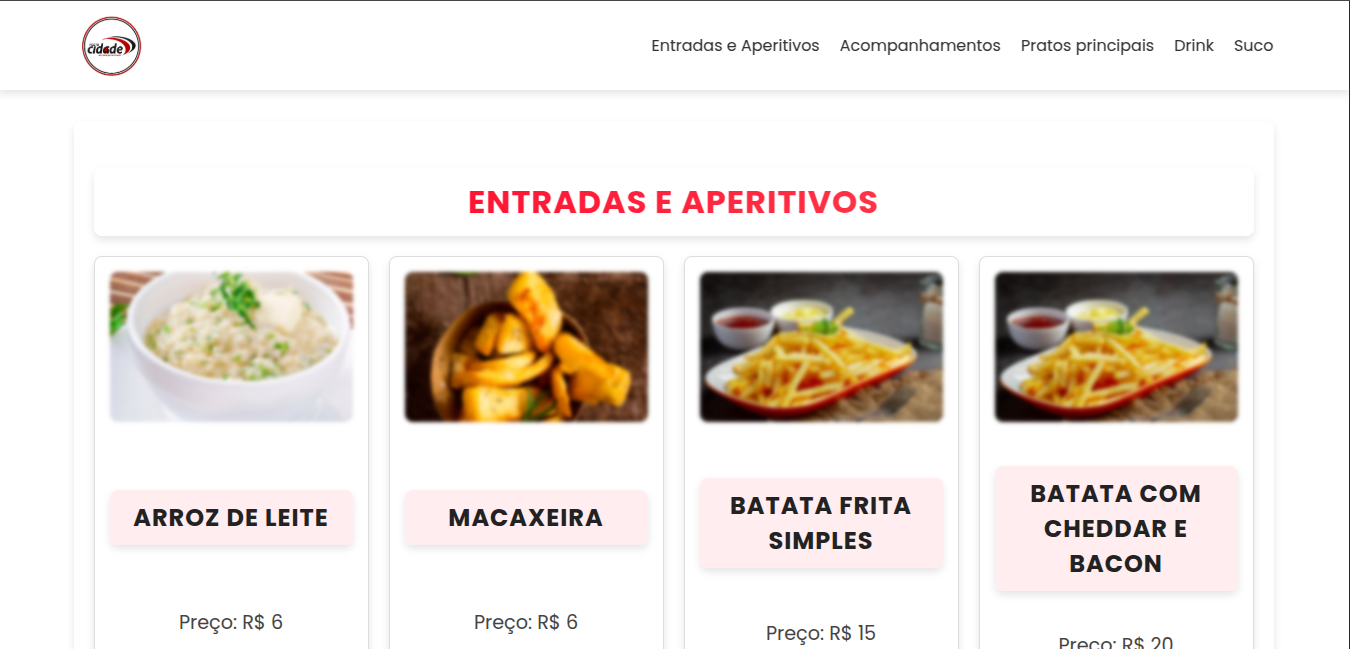 cidade
Entradas e Aperitivos Acompanhamentos Pratos principais Drink Suco
ENTRADAS E APERITIVOS
ARROZ DE LEITE
Preço: R$ 6
MACAXEIRA
Preço: R$ 6
BATATA FRITA
SIMPLES
Preço: R$ 15
BATATA COM
CHEDDAR E
BACON
Preço: R$ 20